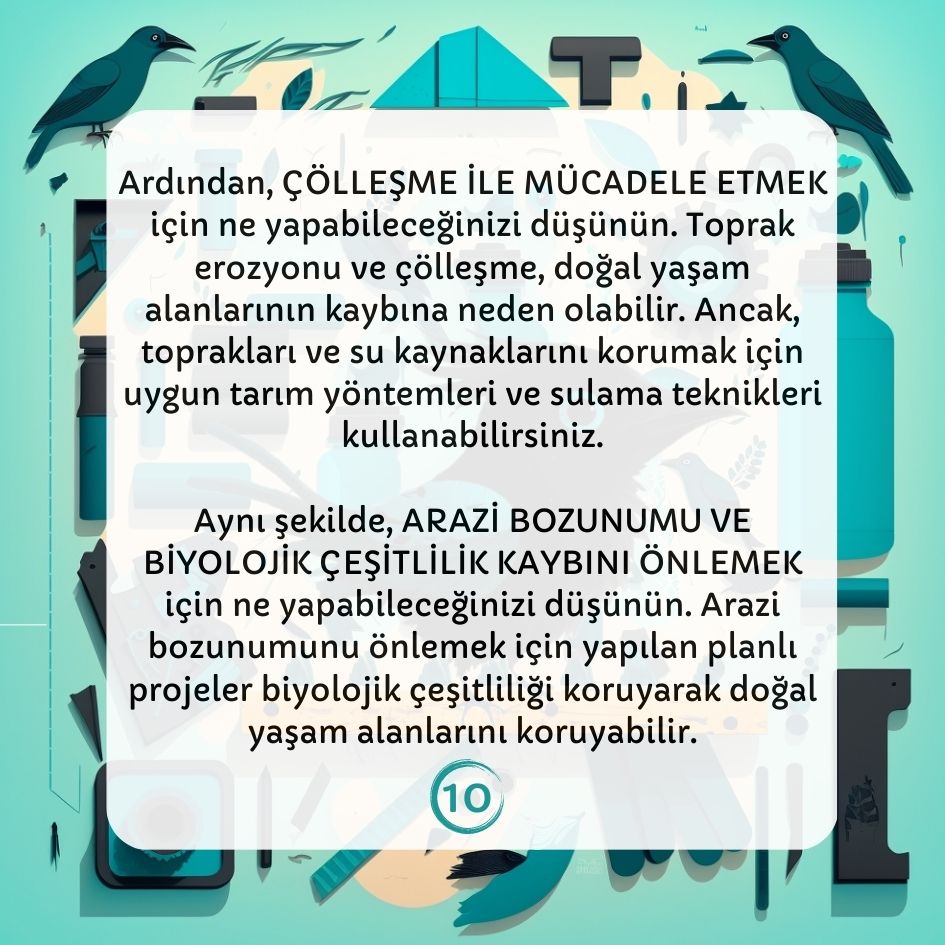 Ardından, ÇÖLLEŞME İLE MÜCADELE ETMEK
için ne yapabileceğinizi düşünün. Toprak
erozyonu ve çölleşme, doğal yaşam
alanlarının kaybına neden olabilir. Ancak,
toprakları ve su kaynaklarını korumak için
uygun tarım yöntemleri ve sulama teknikleri
kullanabilirsiniz.
Aynı şekilde, ARAZİ BOZUNUMU VE
BİYOLOJİK ÇEŞİTLİLİK KAYBINI ÖNLEMEK
için ne yapabileceğinizi düşünün. Arazi
bozunumunu önlemek için yapılan planlı
projeler biyolojik çeşitliliği koruyarak doğal
yaşam alanlarını koruyabilir.
10